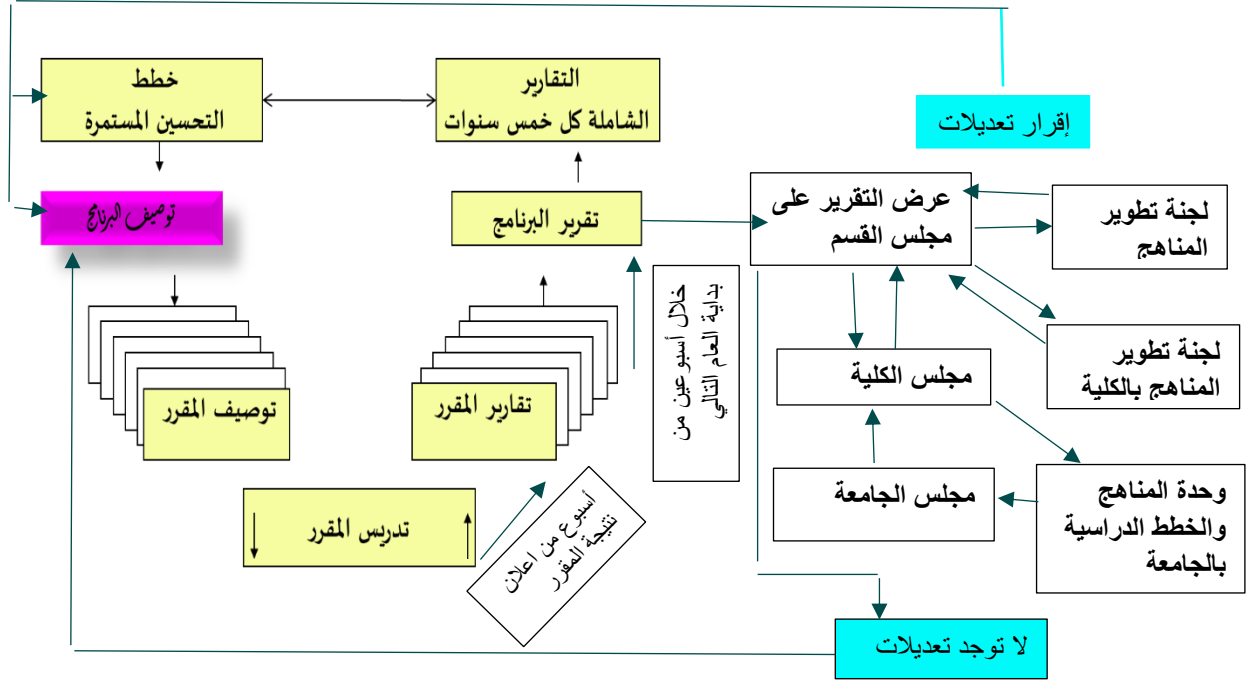 خطط
التحسين المستمرة
التقارير
الشاملة كل خمس سنوات
إقرار تعديلات
توصيف البرنامج
تقرير البرنامج
عرض التقرير على
مجلس القسم
لجنة تطوير
المناهج
خلال أسبوعين من
بداية العام التالي
لجنة تطوير
المناهج بالكلية
مجلس الكلية
توصيف المقرر
تقارير المقرر
مجلس الجامعة
وحدة المناهج
والخطط الدراسية
بالجامعة
تدريس المقرر
أسبوع من اعلان
نتيجة المقرر
لا توجد تعديلات